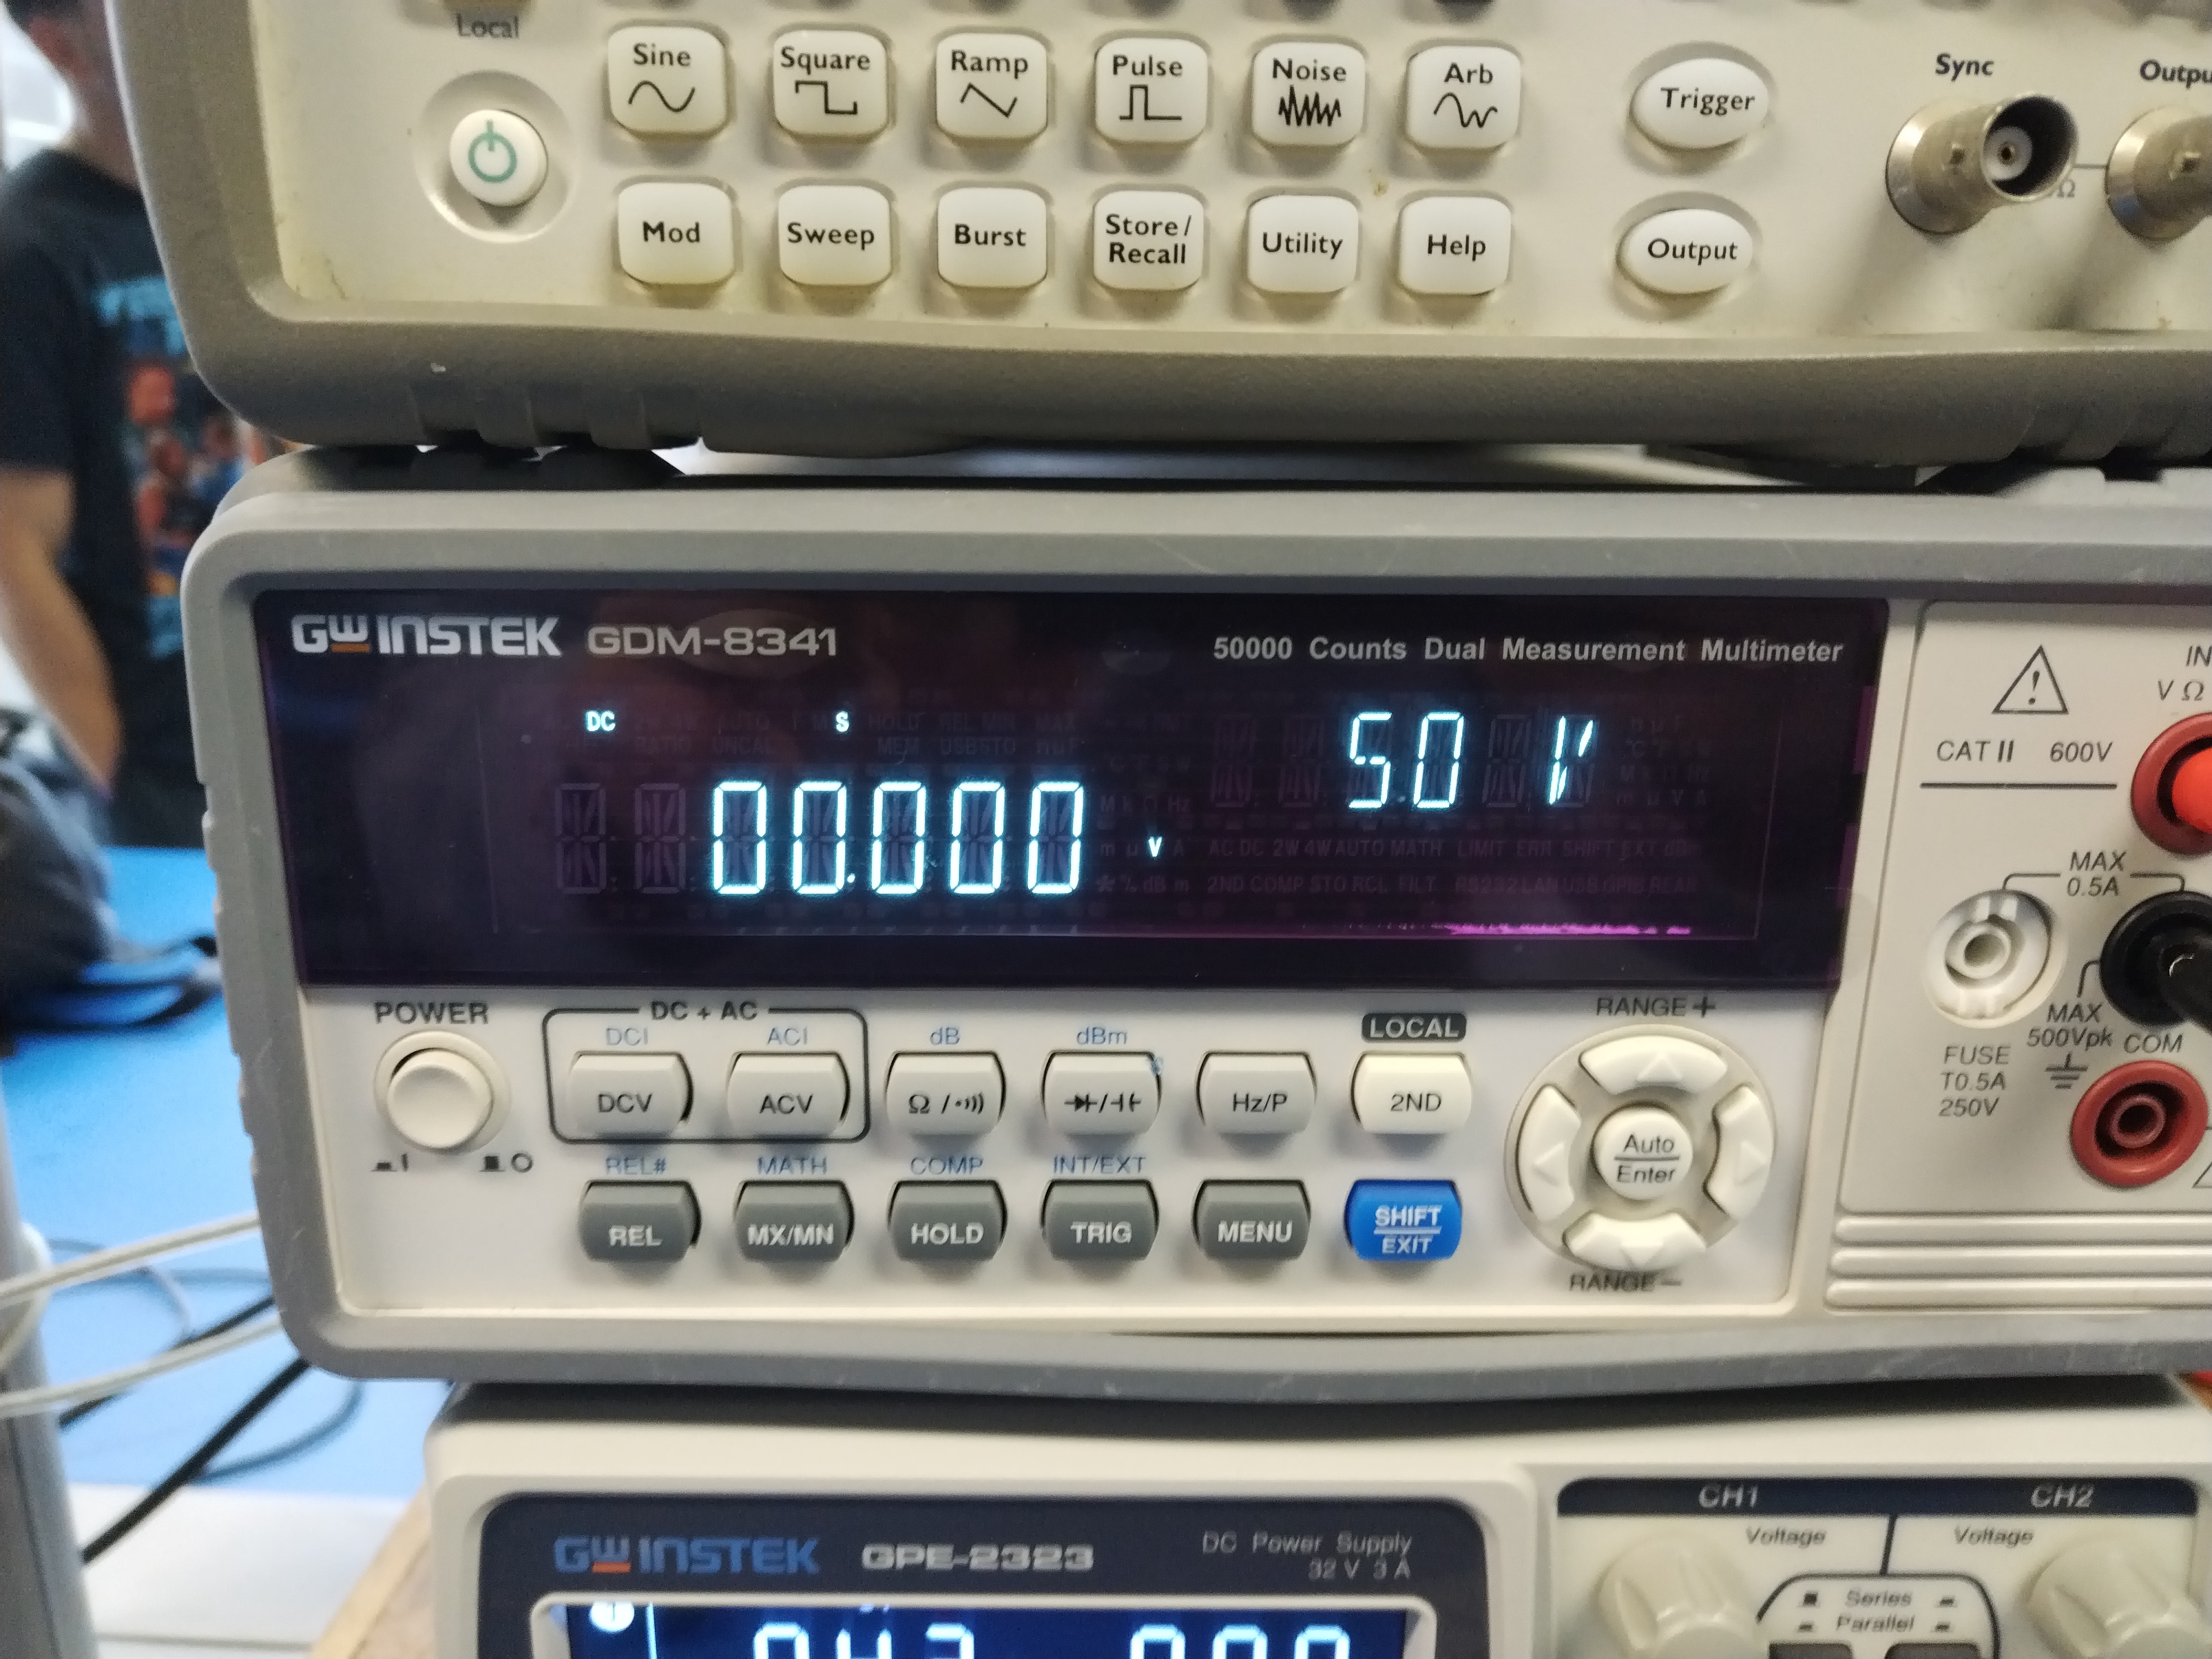 Local
Sine Square Ramp Pulse Noise Arb Trigger Sync
Mod Sweep Burst Store/ Recall Utility Help Output
GW INSTEK GDM-8341 50000 Counts Dual Measurement Multimeter
DC S
50 V
00.000 V
CAT II 600V
V Ω
MAX
0.5A
MAX
500Vpk COM
FUSE
T0.5A
250V
POWER DC + AC LOCAL RANGE +
DCI ACI dB dBm
DCV ACV Ω Hz/P 2ND
Auto
Enter
REL# MATH COMP INT/EXT
REL MX/MN HOLD TRIG MENU SHIFT
EXIT
RANGE –
GW INSTEK GPE-2323 DC Power Supply
32 V 3 A
CH1 CH2
Voltage Voltage
Series
Parallel